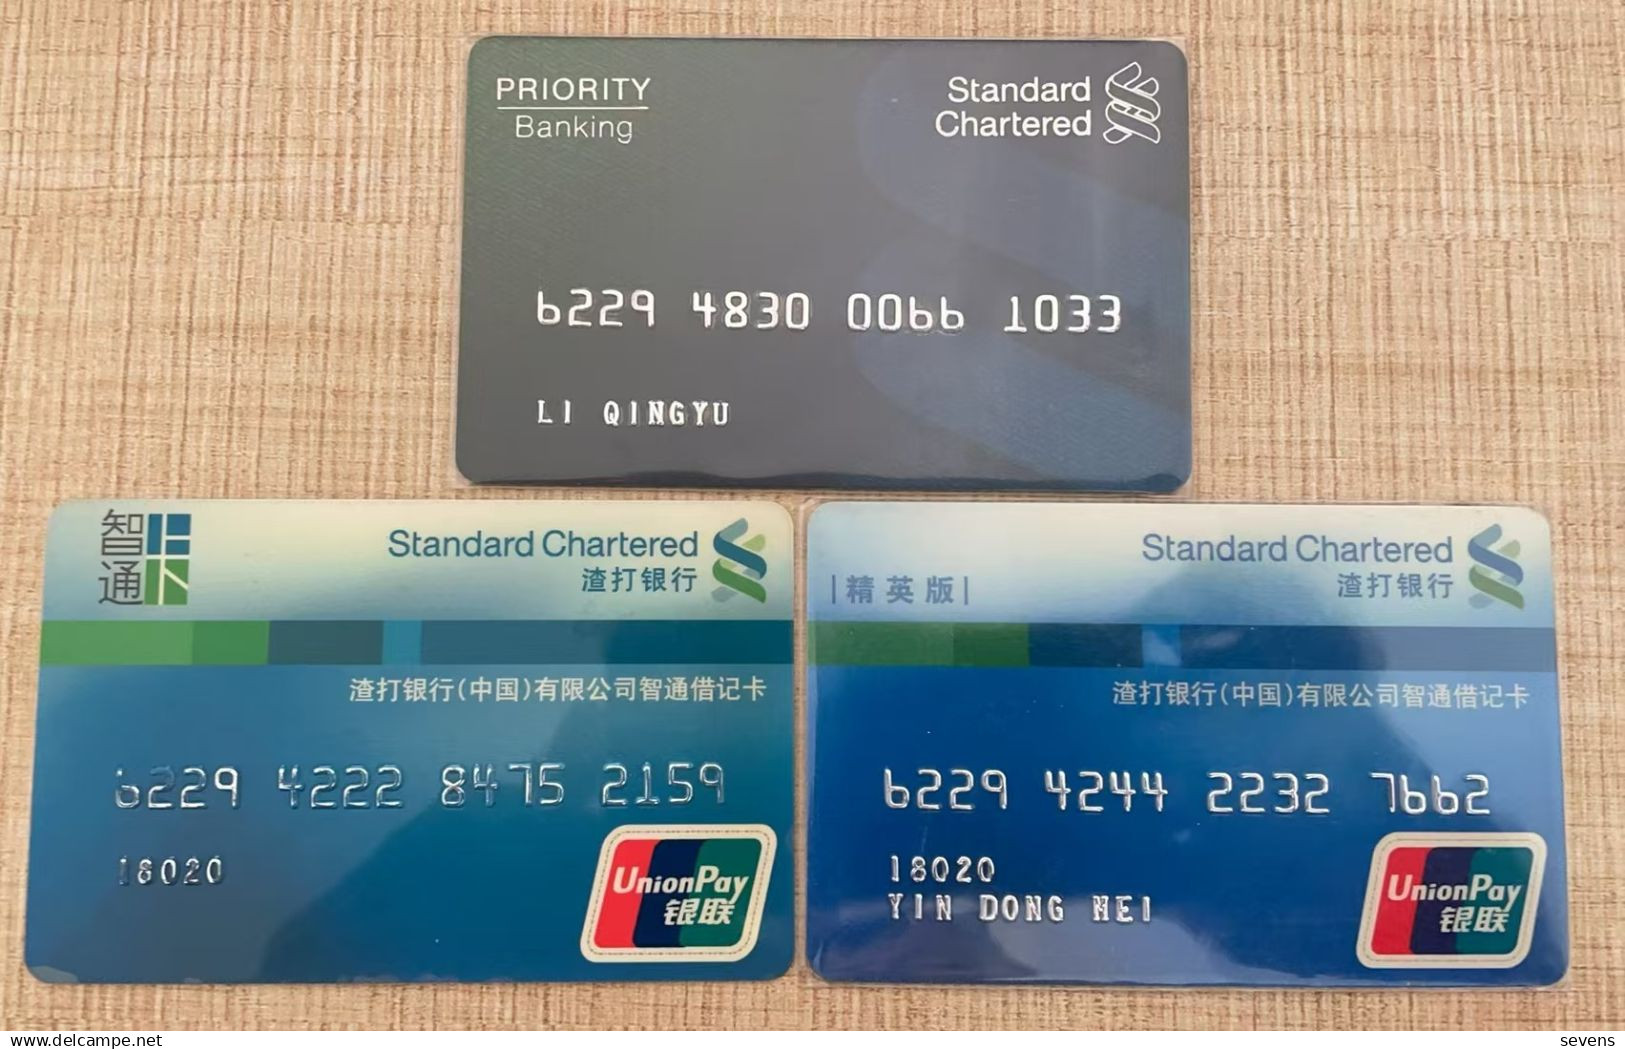 PRIORITY
Banking
Standard
Chartered
6229 4830 0066 1033
LI QINGYU
智通
Standard Chartered
渣打银行
渣打银行(中国)有限公司智通借记卡
6229 4222 8475 2159
18020
UnionPay
银联
|精英版|
Standard Chartered
渣打银行
渣打银行(中国)有限公司智通借记卡
6229 4244 2232 7662
18020
YIN DONG MEI
UnionPay
银联
delcampe.net
sevens